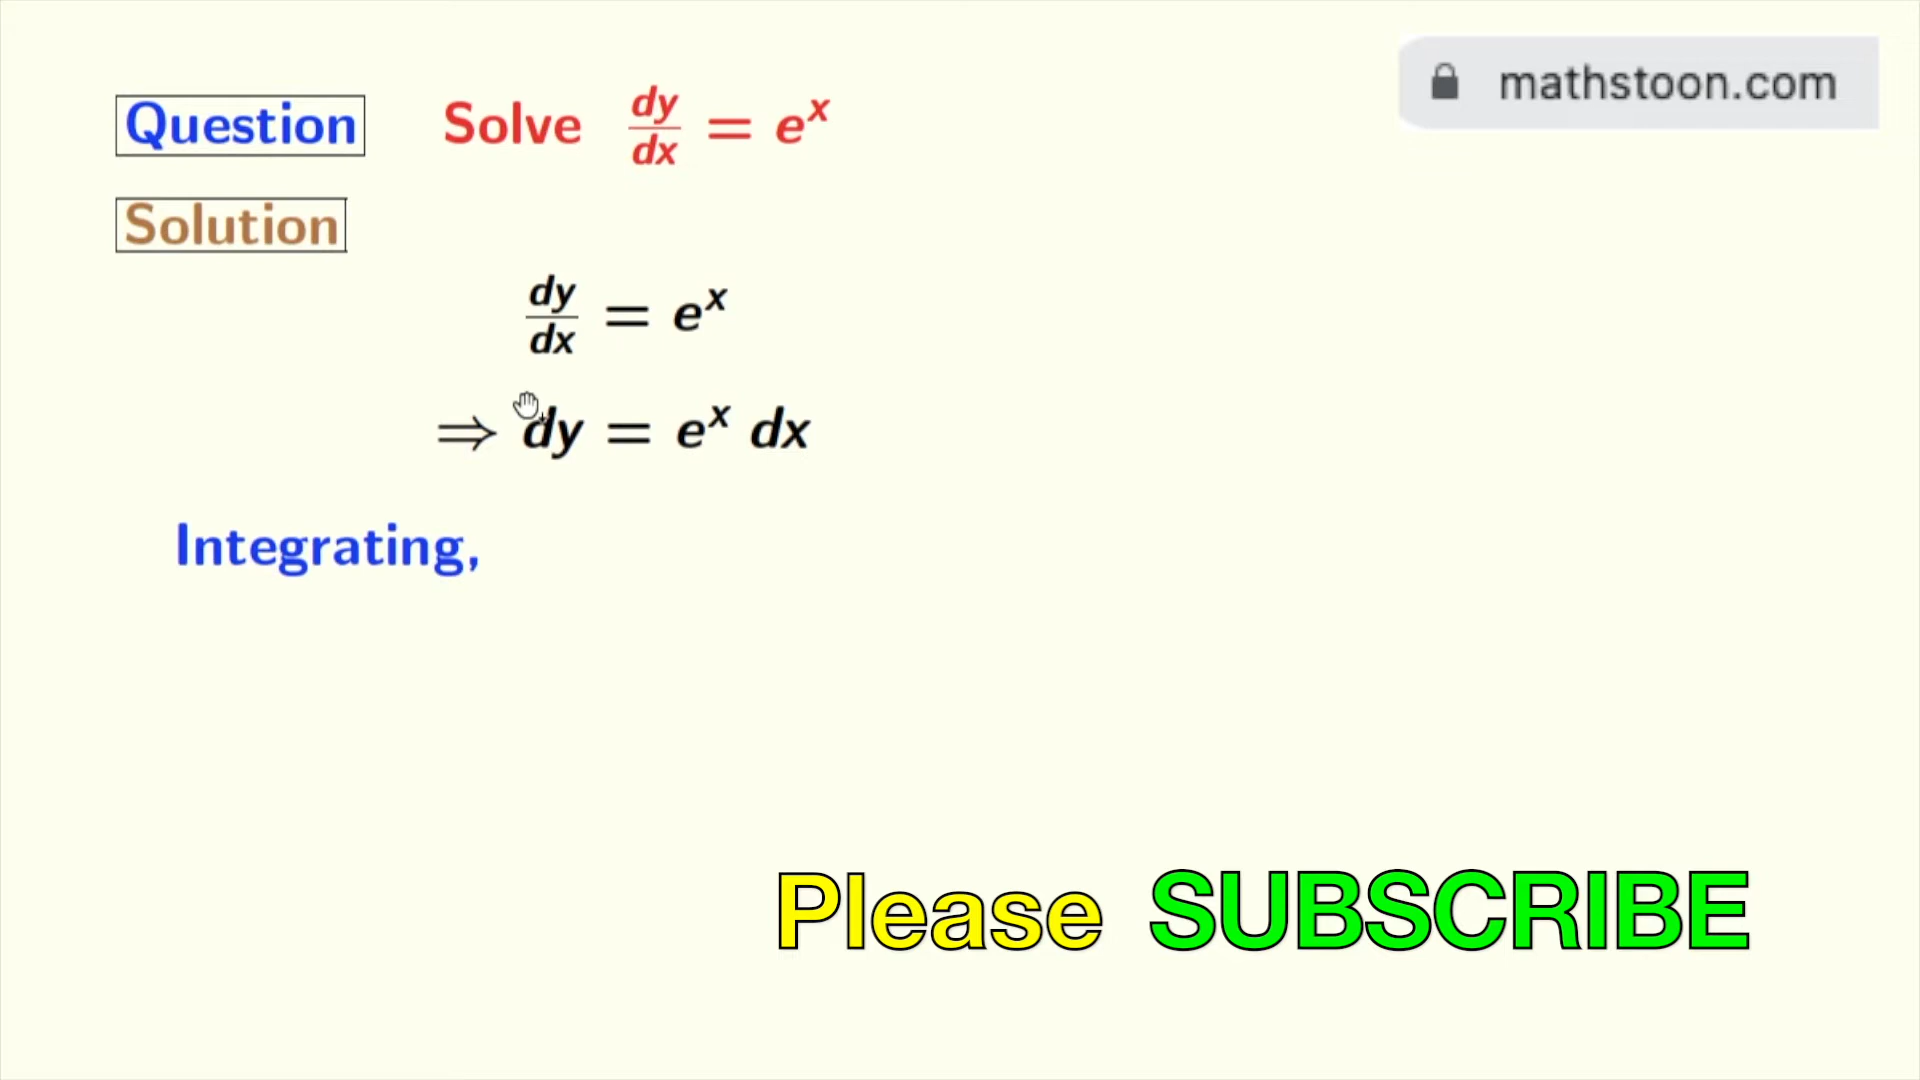 mathstoon.com
Question Solve dy/dx = e^x
Solution
dy/dx = e^x
⇒ dy = e^x dx
Integrating,
Please SUBSCRIBE